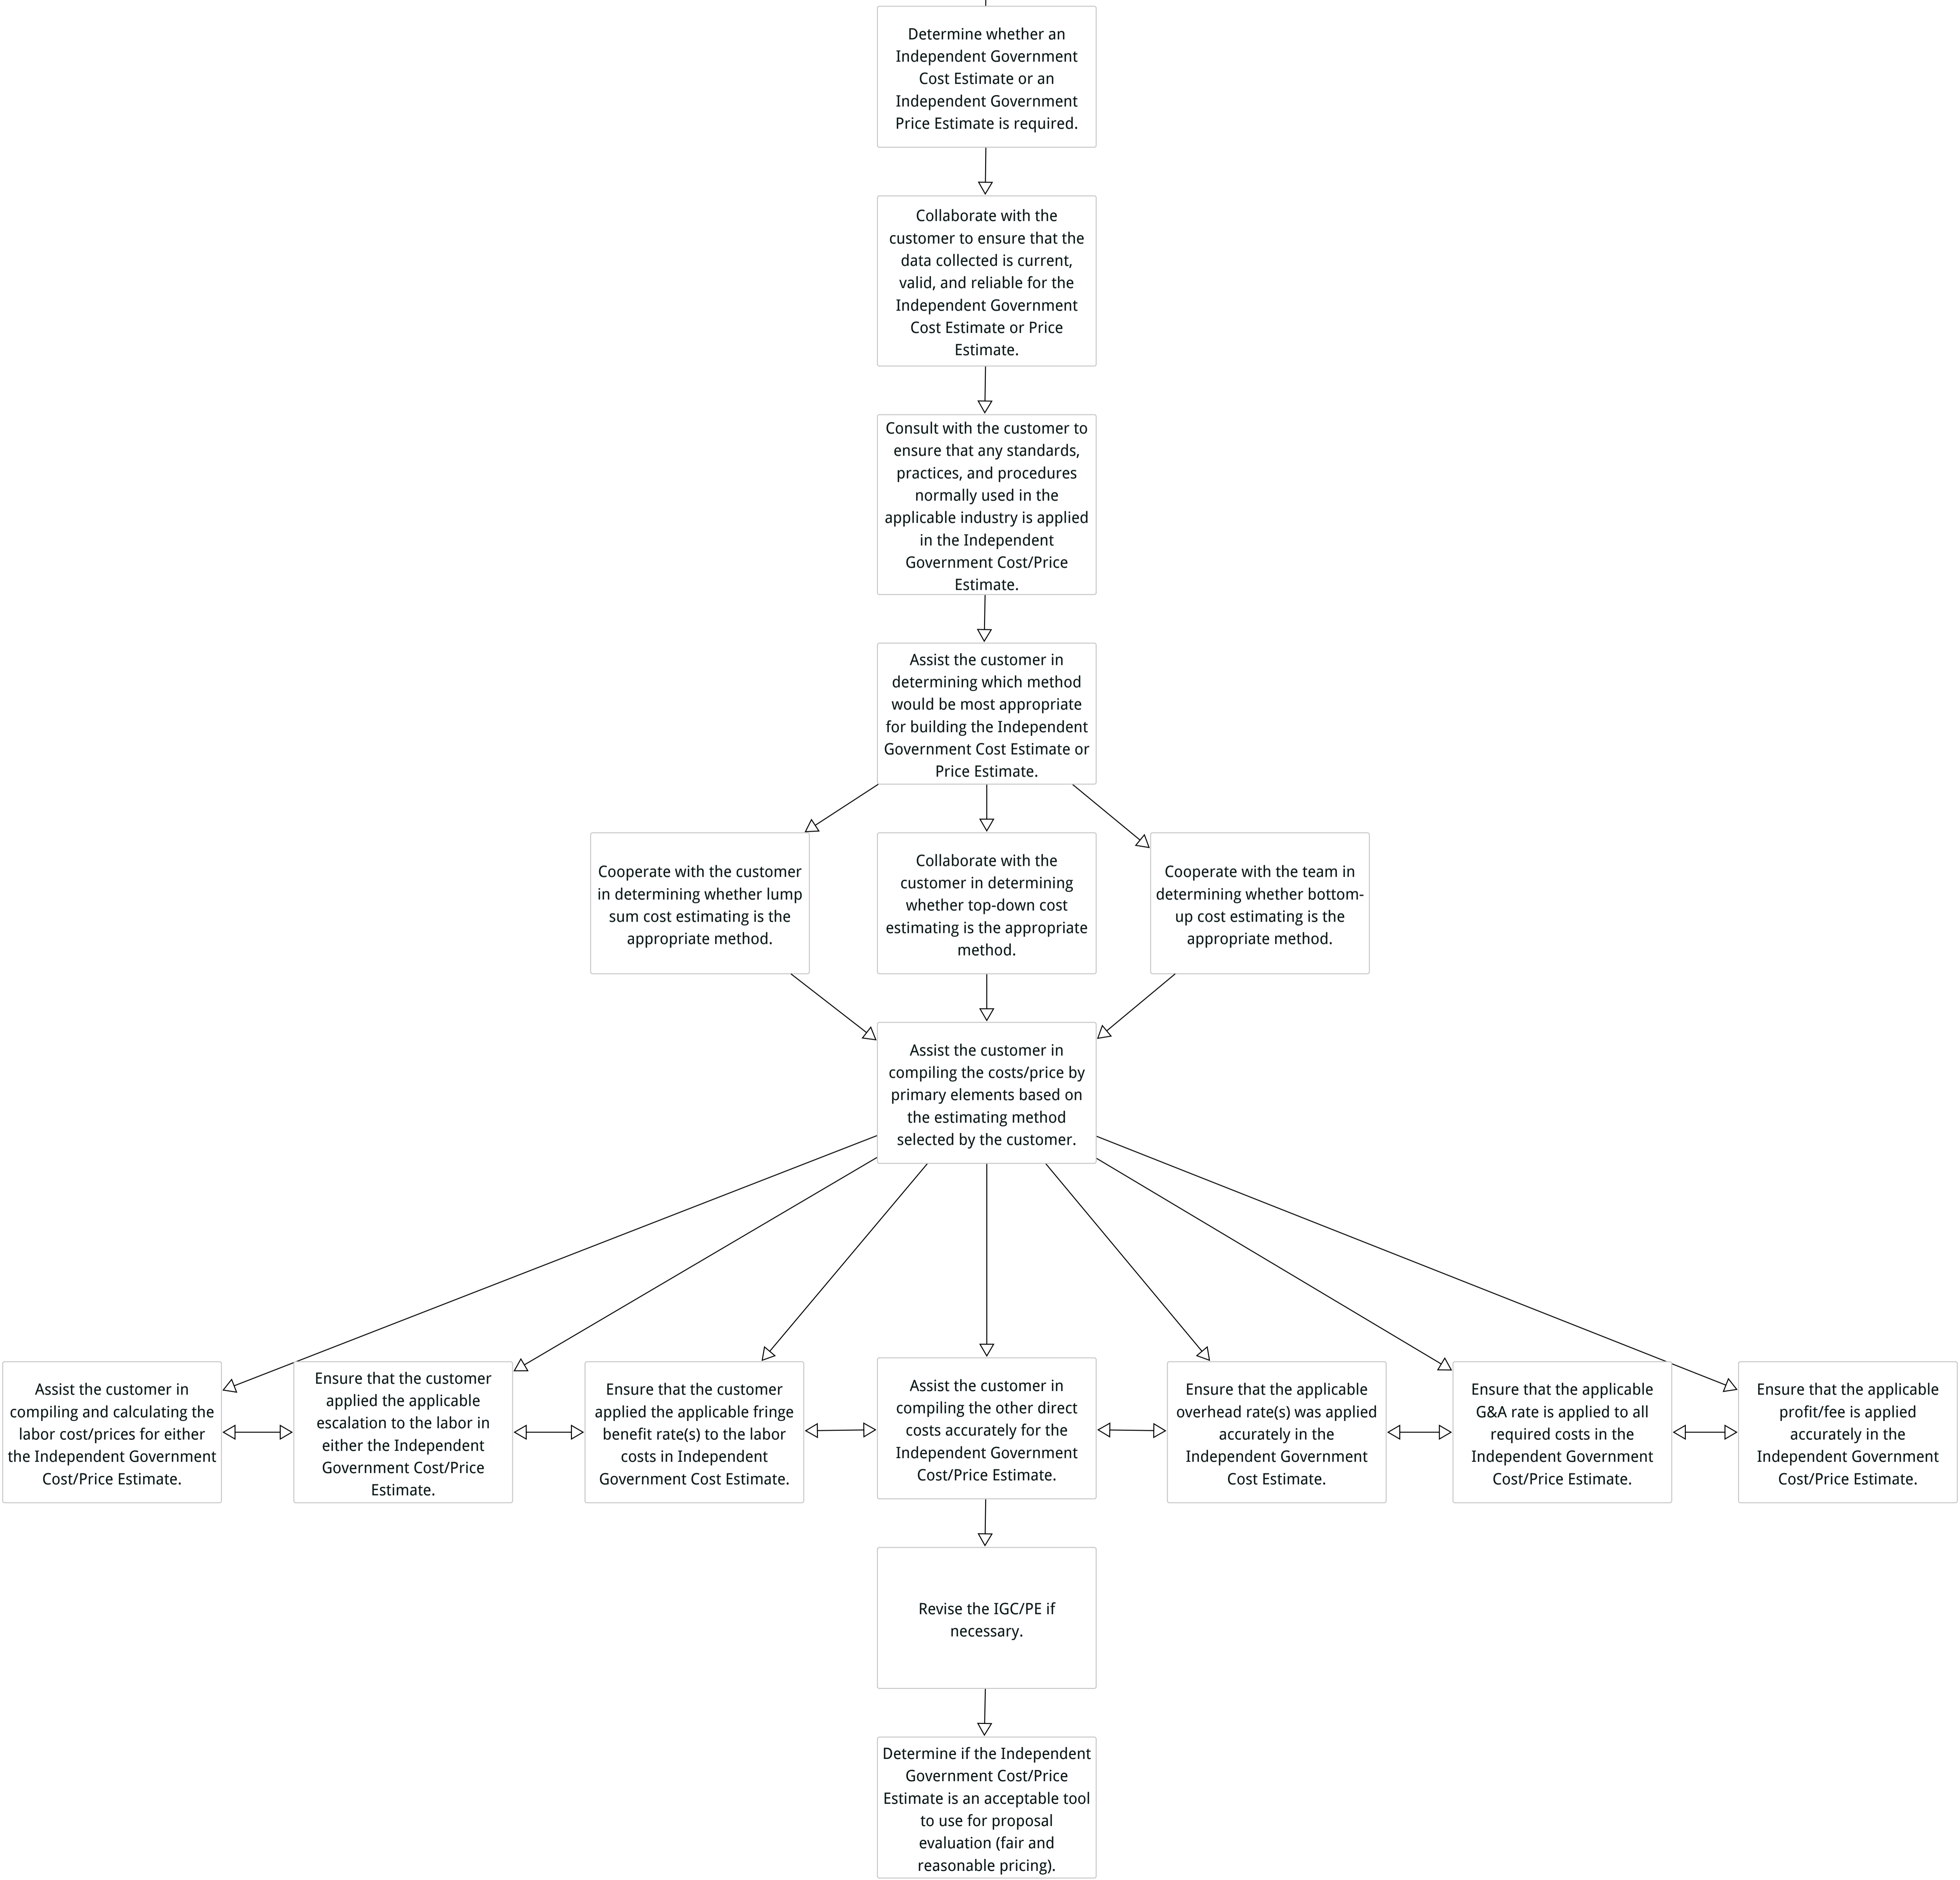 Determine whether an
Independent Government
Cost Estimate or an
Independent Government
Price Estimate is required.
Collaborate with the
customer to ensure that the
data collected is current,
valid, and reliable for the
Independent Government
Cost Estimate or Price
Estimate.
Consult with the customer to
ensure that any standards,
practices, and procedures
normally used in the
applicable industry is applied
in the Independent
Government Cost/Price
Estimate.
Assist the customer in
determining which method
would be most appropriate
for building the Independent
Government Cost Estimate or
Price Estimate.
Cooperate with the customer
in determining whether lump
sum cost estimating is the
appropriate method.
Collaborate with the
customer in determining
whether top-down cost
estimating is the appropriate
method.
Cooperate with the team in
determining whether bottom-
up cost estimating is the
appropriate method.
Assist the customer in
compiling the costs/price by
primary elements based on
the estimating method
selected by the customer.
Assist the customer in
compiling and calculating the
labor cost/prices for either
the Independent Government
Cost/Price Estimate.
Ensure that the customer
applied the applicable
escalation to the labor in
either the Independent
Government Cost/Price
Estimate.
Ensure that the customer
applied the applicable fringe
benefit rate(s) to the labor
costs in Independent
Government Cost Estimate.
Assist the customer in
compiling the other direct
costs accurately for the
Independent Government
Cost/Price Estimate.
Ensure that the applicable
overhead rate(s) was applied
accurately in the
Independent Government
Cost Estimate.
Ensure that the applicable
G&A rate is applied to all
required costs in the
Independent Government
Cost/Price Estimate.
Ensure that the applicable
profit/fee is applied
accurately in the
Independent Government
Cost/Price Estimate.
Revise the IGC/PE if
necessary.
Determine if the Independent
Government Cost/Price
Estimate is an acceptable tool
to use for proposal
evaluation (fair and
reasonable pricing).